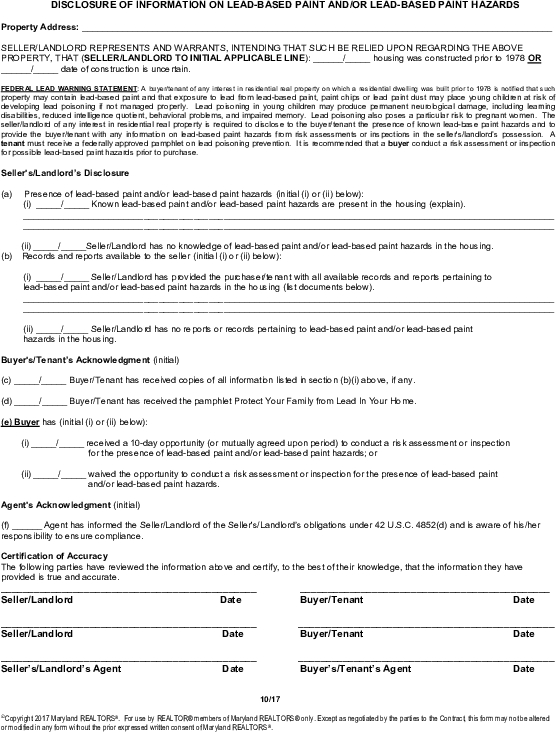 DISCLOSURE OF INFORMATION ON LEAD-BASED PAINT AND/OR LEAD-BASED PAINT HAZARDS
Property Address: ______________________________
SELLER/LANDLORD REPRESENTS AND WARRANTS, INTENDING THAT SUCH BE RELIED UPON REGARDING THE ABOVE
PROPERTY, THAT (SELLER/LANDLORD TO INITIAL APPLICABLE LINE): ______/_____ housing was constructed prior to 1978 OR
______/_____ date of construction is uncertain.
FEDERAL LEAD WARNING STATEMENT: A buyer/tenant of any interest in residential real property on which a residential dwelling was built prior to 1978 is notified that such
property may contain lead-based paint and that exposure to lead from lead-based paint, paint chips or lead paint dust may place young children at risk of
developing lead poisoning if not managed properly. Lead poisoning in young children may produce permanent neurological damage, including learning
disabilities, reduced intelligence quotient, behavioral problems, and impaired memory. Lead poisoning also poses a particular risk to pregnant women. The
seller/landlord of any interest in residential real property is required to disclose to the buyer/tenant the presence of known lead-base paint hazards and to
provide the buyer/tenant with any information on lead-based paint hazards from risk assessments or inspections in the seller's/landlord's possession. A
tenant must receive a federally approved pamphlet on lead poisoning prevention. It is recommended that a buyer conduct a risk assessment or inspection
for possible lead-based paint hazards prior to purchase.
Seller's/Landlord's Disclosure
(a) Presence of lead-based paint and/or lead-based paint hazards (initial (i) or (ii) below):
(i) _____/_____ Known lead-based paint and/or lead-based paint hazards are present in the housing (explain).
______________________________
______________________________
(ii) _____/_____Seller/Landlord has no knowledge of lead-based paint and/or lead-based paint hazards in the housing.
(b) Records and reports available to the seller (initial (i) or (ii) below):
(i) _____/_____ Seller/Landlord has provided the purchaser/tenant with all available records and reports pertaining to
lead-based paint and/or lead-based paint hazards in the housing (list documents below).
______________________________
______________________________
(ii) _____/_____ Seller/Landlord has no reports or records pertaining to lead-based paint and/or lead-based paint
hazards in the housing.
Buyer's/Tenant's Acknowledgment (initial)
(c) _____/_____ Buyer/Tenant has received copies of all information listed in section (b)(i) above, if any.
(d) _____/_____ Buyer/Tenant has received the pamphlet Protect Your Family from Lead In Your Home.
(e) Buyer has (initial (i) or (ii) below):
(i) _____/_____ received a 10-day opportunity (or mutually agreed upon period) to conduct a risk assessment or inspection
for the presence of lead-based paint and/or lead-based paint hazards; or
(ii) _____/_____ waived the opportunity to conduct a risk assessment or inspection for the presence of lead-based paint
and/or lead-based paint hazards.
Agent's Acknowledgment (initial)
(f) ______ Agent has informed the Seller/Landlord of the Seller's/Landlord's obligations under 42 U.S.C. 4852(d) and is aware of his/her
responsibility to ensure compliance.
Certification of Accuracy
The following parties have reviewed the information above and certify, to the best of their knowledge, that the information they have
provided is true and accurate.
Seller/Landlord Date Buyer/Tenant Date
Seller/Landlord Date Buyer/Tenant Date
Seller's/Landlord's Agent Date Buyer's/Tenant's Agent Date
10/17
©Copyright 2017 Maryland REALTORS®. For use by REALTOR® members of Maryland REALTORS® only. Except as negotiated by the parties to the Contract, this form may not be altered
or modified in any form without the prior expressed written consent of Maryland REALTORS®.